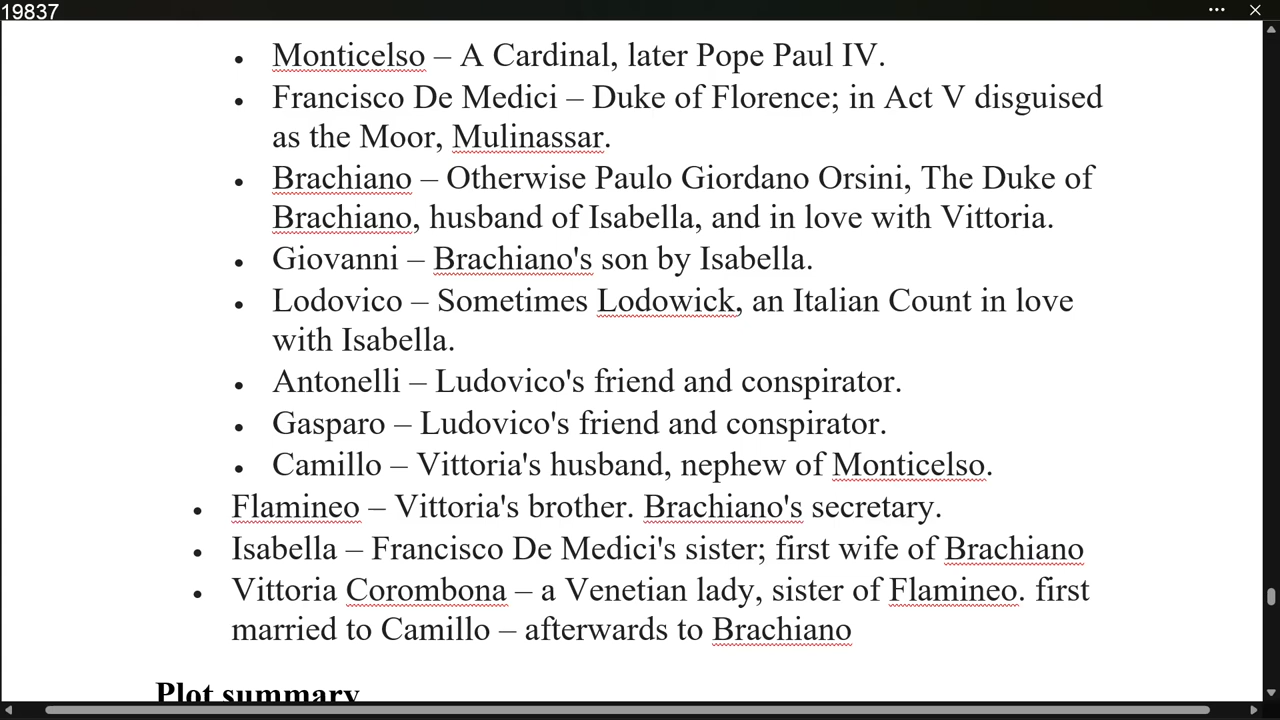 19837
• Monticelso – A Cardinal, later Pope Paul IV.
• Francisco De Medici – Duke of Florence; in Act V disguised
as the Moor, Mulinassar.
• Brachiano – Otherwise Paulo Giordano Orsini, The Duke of
Brachiano, husband of Isabella, and in love with Vittoria.
• Giovanni – Brachiano's son by Isabella.
• Lodovico – Sometimes Lodowick, an Italian Count in love
with Isabella.
• Antonelli – Ludovico's friend and conspirator.
• Gasparo – Ludovico's friend and conspirator.
• Camillo – Vittoria's husband, nephew of Monticelso.
• Flamineo – Vittoria's brother. Brachiano's secretary.
• Isabella – Francisco De Medici's sister; first wife of Brachiano
• Vittoria Corombona – a Venetian lady, sister of Flamineo. first
married to Camillo – afterwards to Brachiano
Plot summary